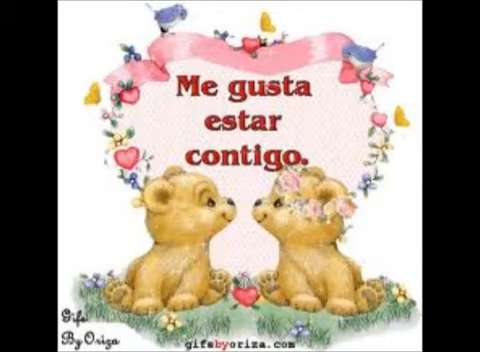 Me gusta
estar
contigo.
Gifs
By Oriza
gifsbyoriza.com